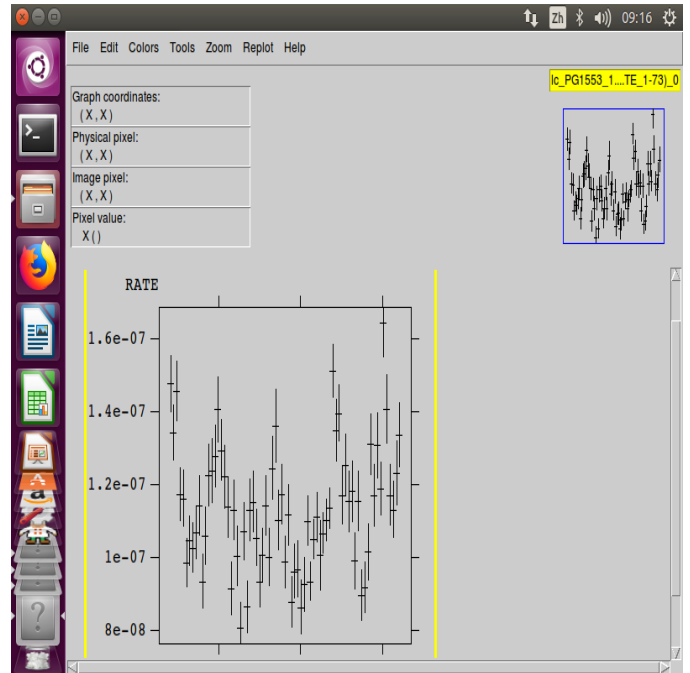 Zh 09:16
File Edit Colors Tools Zoom Replot Help
lc_PG1553_1....TE_1-73)_0
Graph coordinates:
(X,X)
Physical pixel:
(X,X)
Image pixel:
(X,X)
Pixel value:
X()
RATE
1.6e-07
1.4e-07
1.2e-07
1e-07
8e-08